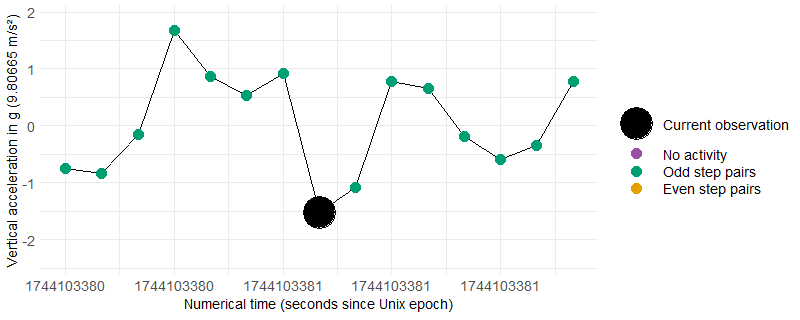 Vertical acceleration in g (9.80665 m/s²)
2
1
0
-1
-2
1744103380
1744103380
1744103381
1744103381
1744103381
Numerical time (seconds since Unix epoch)
Current observation
No activity
Odd step pairs
Even step pairs